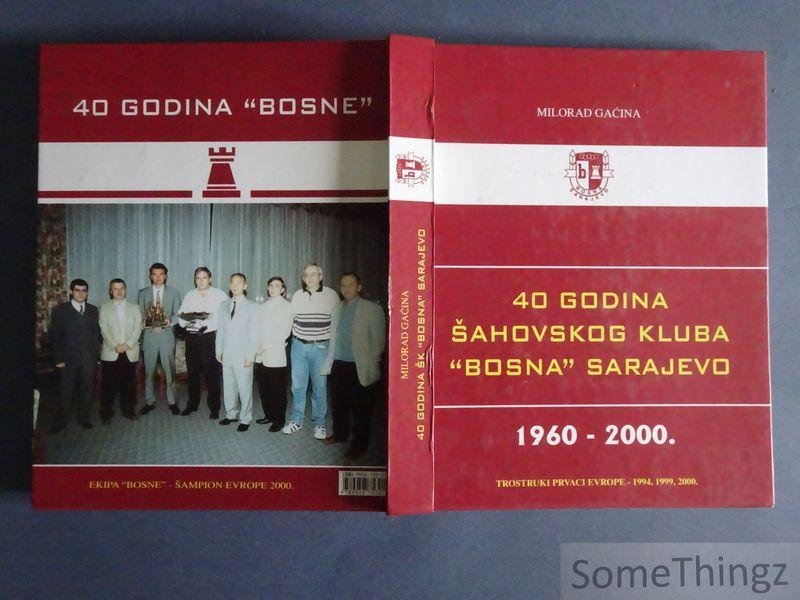 40 GODINA "BOSNE"
EKIPA "BOSNE" - ŠAMPION EVROPE 2000.
MILORAD GAĆINA
40 GODINA ŠK "BOSNA" SARAJEVO
MILORAD GAĆINA
b
BOSNA
SARAJEVO
40 GODINA
ŠAHOVSKOG KLUBA
"BOSNA" SARAJEVO
1960 - 2000.
TROSTRUKI PRVACI EVROPE - 1994, 1999, 2000.
SomeThingz